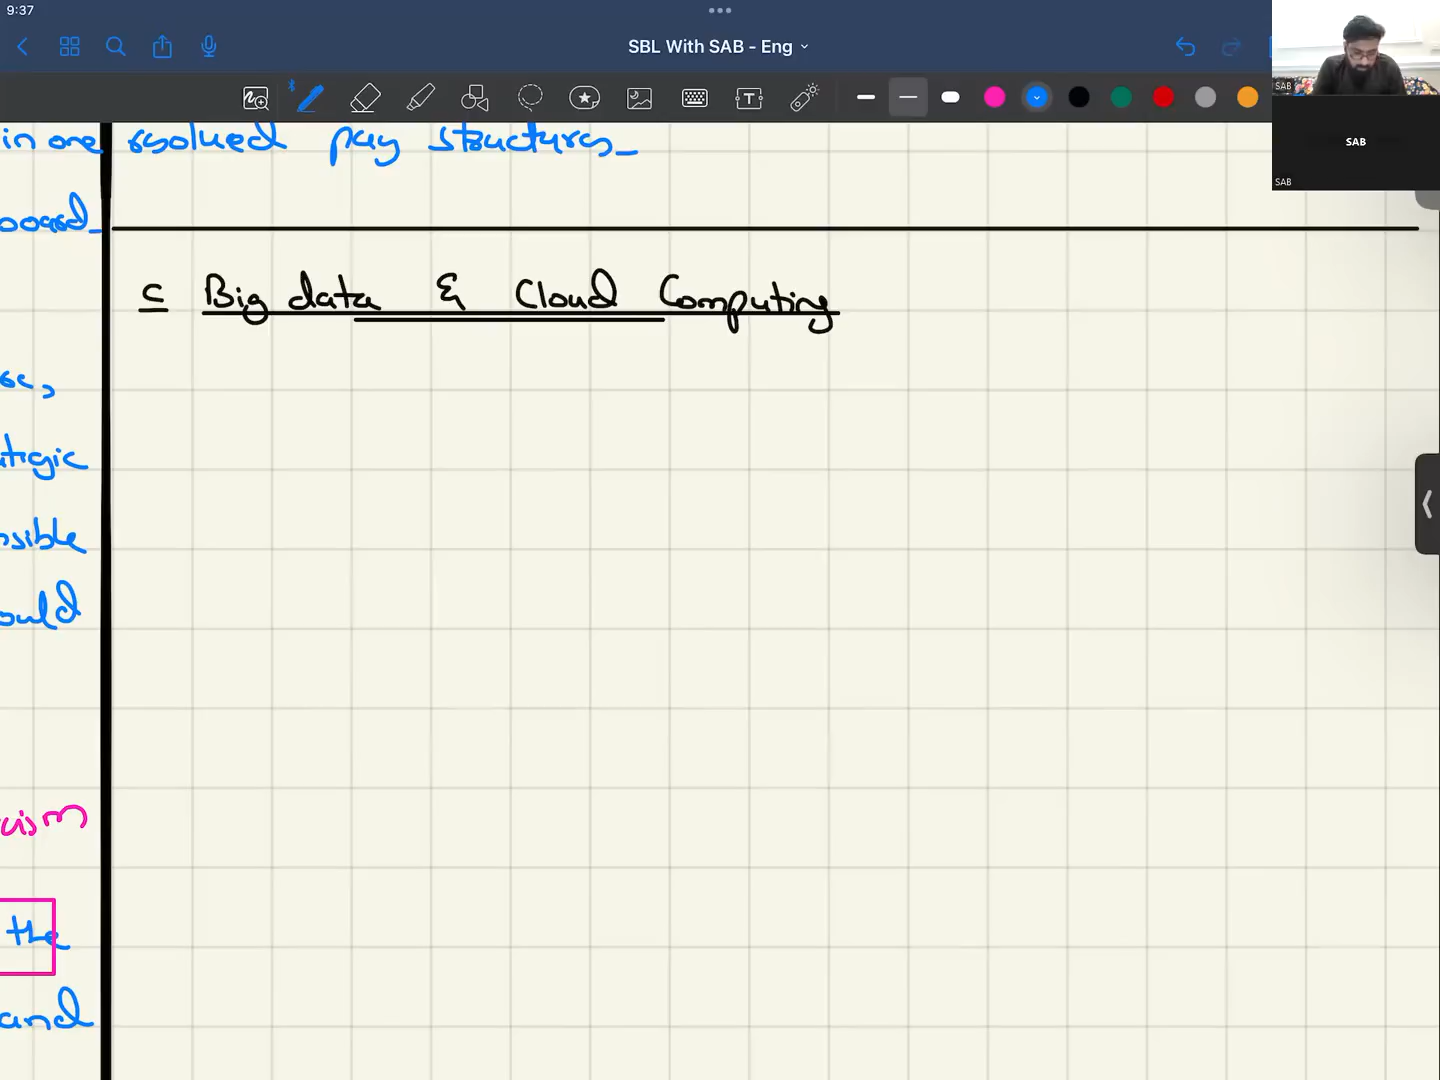 9:37
SBL With SAB - Eng
SAB
SAB
SAB
in one resolved pay structures
board
c Big data & Cloud Computing
ould
the
and